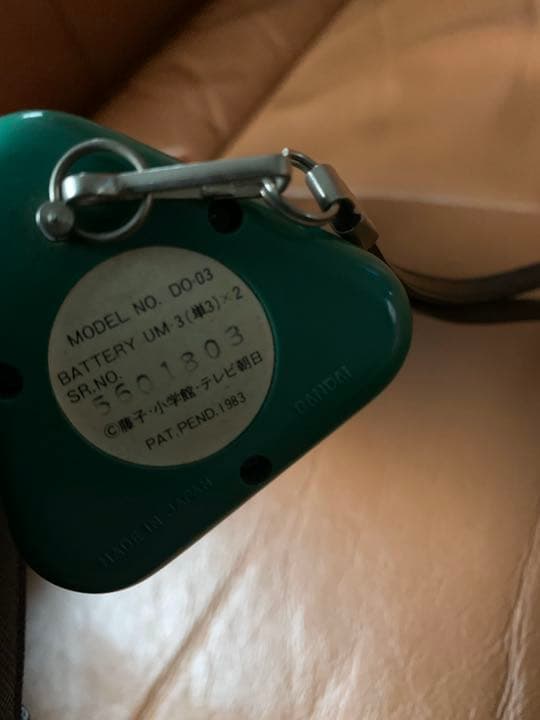 MODEL NO. DO-03
BATTERY UM-3(単3)×2
SR.NO.
5601803
©藤子・小学館・テレビ朝日
PAT.PEND.1983
BANDAI
MADE IN JAPAN